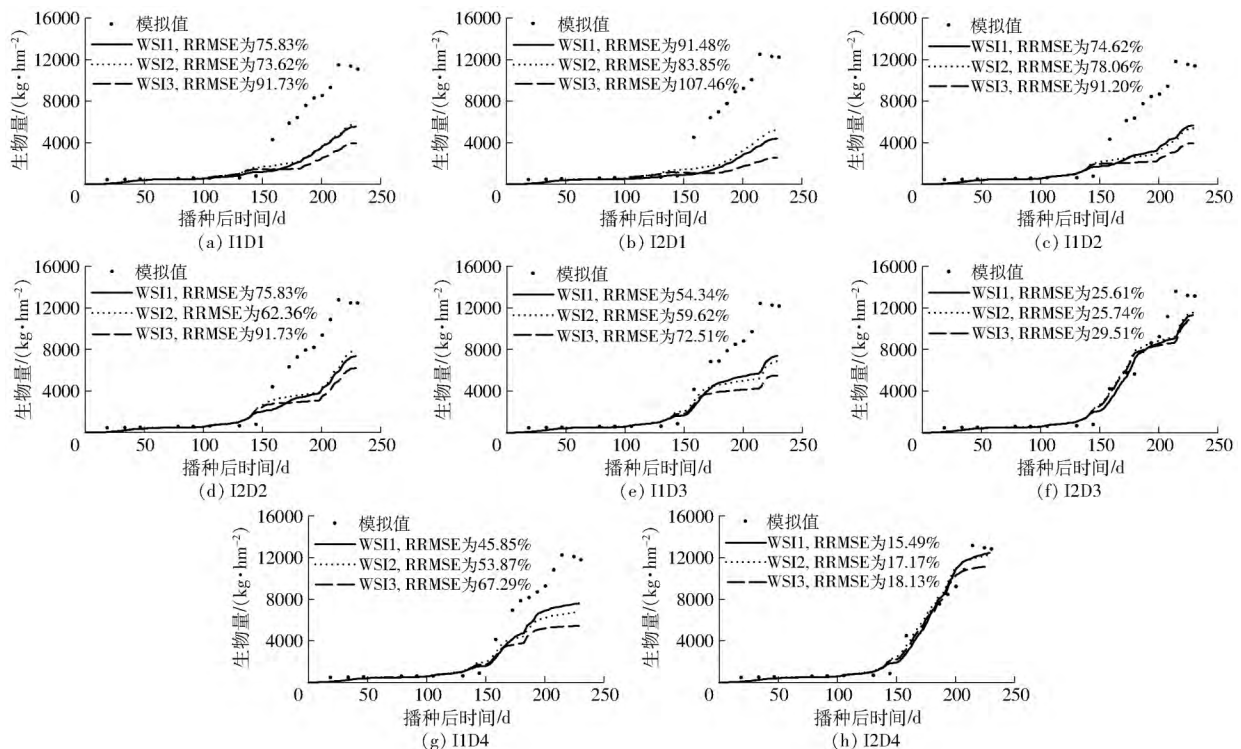 16000
12000
8000
4000
生物量/(kg·hm⁻²)
模拟值
WSI1, RRMSE为75.83%
WSI2, RRMSE为73.62%
WSI3, RRMSE为91.73%
0 50 100 150 200 250
播种后时间/d
(a) I1D1
16000
12000
8000
4000
生物量/(kg·hm⁻²)
模拟值
WSI1, RRMSE为91.48%
WSI2, RRMSE为83.85%
WSI3, RRMSE为107.46%
0 50 100 150 200 250
播种后时间/d
(b) I2D1
16000
12000
8000
4000
生物量/(kg·hm⁻²)
模拟值
WSI1, RRMSE为74.62%
WSI2, RRMSE为78.06%
WSI3, RRMSE为91.20%
0 50 100 150 200 250
播种后时间/d
(c) I1D2
16000
12000
8000
4000
生物量/(kg·hm⁻²)
模拟值
WSI1, RRMSE为75.83%
WSI2, RRMSE为62.36%
WSI3, RRMSE为91.73%
0 50 100 150 200 250
播种后时间/d
(d) I2D2
16000
12000
8000
4000
生物量/(kg·hm⁻²)
模拟值
WSI1, RRMSE为54.34%
WSI2, RRMSE为59.62%
WSI3, RRMSE为72.51%
0 50 100 150 200 250
播种后时间/d
(e) I1D3
16000
12000
8000
4000
生物量/(kg·hm⁻²)
模拟值
WSI1, RRMSE为25.61%
WSI2, RRMSE为25.74%
WSI3, RRMSE为29.51%
0 50 100 150 200 250
播种后时间/d
(f) I2D3
16000
12000
8000
4000
生物量/(kg·hm⁻²)
模拟值
WSI1, RRMSE为45.85%
WSI2, RRMSE为53.87%
WSI3, RRMSE为67.29%
0 50 100 150 200 250
播种后时间/d
(g) I1D4
16000
12000
8000
4000
生物量/(kg·hm⁻²)
模拟值
WSI1, RRMSE为15.49%
WSI2, RRMSE为17.17%
WSI3, RRMSE为18.13%
0 50 100 150 200 250
播种后时间/d
(h) I2D4